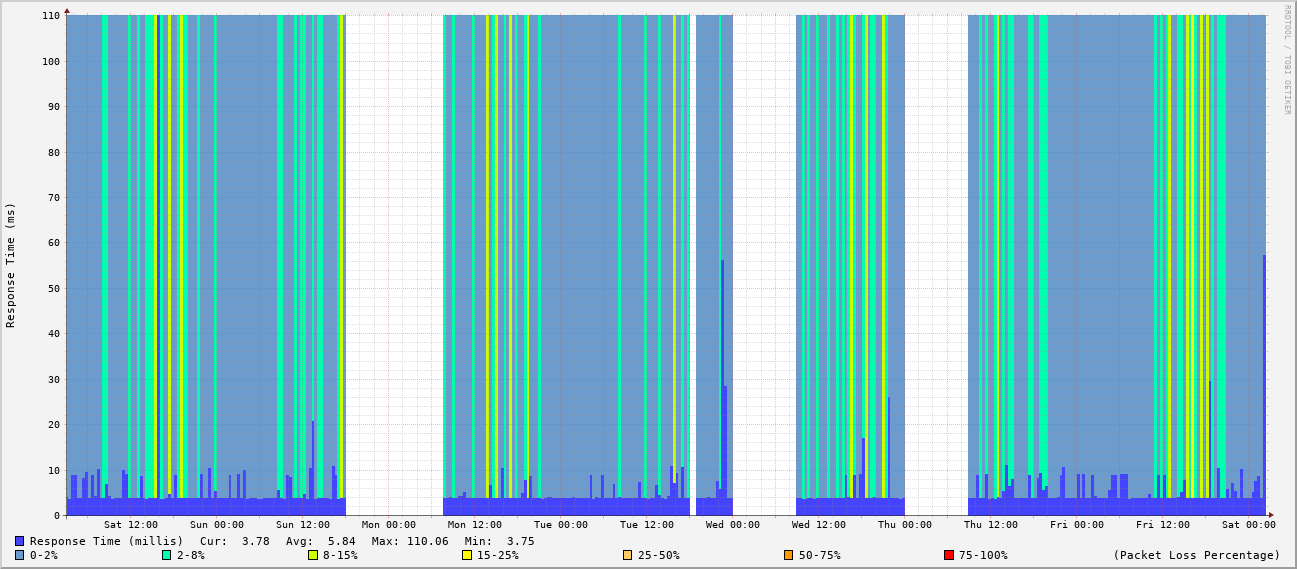 RRDTOOL / TOBI OETIKER
Response Time (ms)
110
100
90
80
70
60
50
40
30
20
10
0
Sat 12:00 Sun 00:00 Sun 12:00 Mon 00:00 Mon 12:00 Tue 00:00 Tue 12:00 Wed 00:00 Wed 12:00 Thu 00:00 Thu 12:00 Fri 00:00 Fri 12:00 Sat 00:00
Response Time (millis) Cur: 3.78 Avg: 5.84 Max: 110.06 Min: 3.75
0-2% 2-8% 8-15% 15-25% 25-50% 50-75% 75-100% (Packet Loss Percentage)